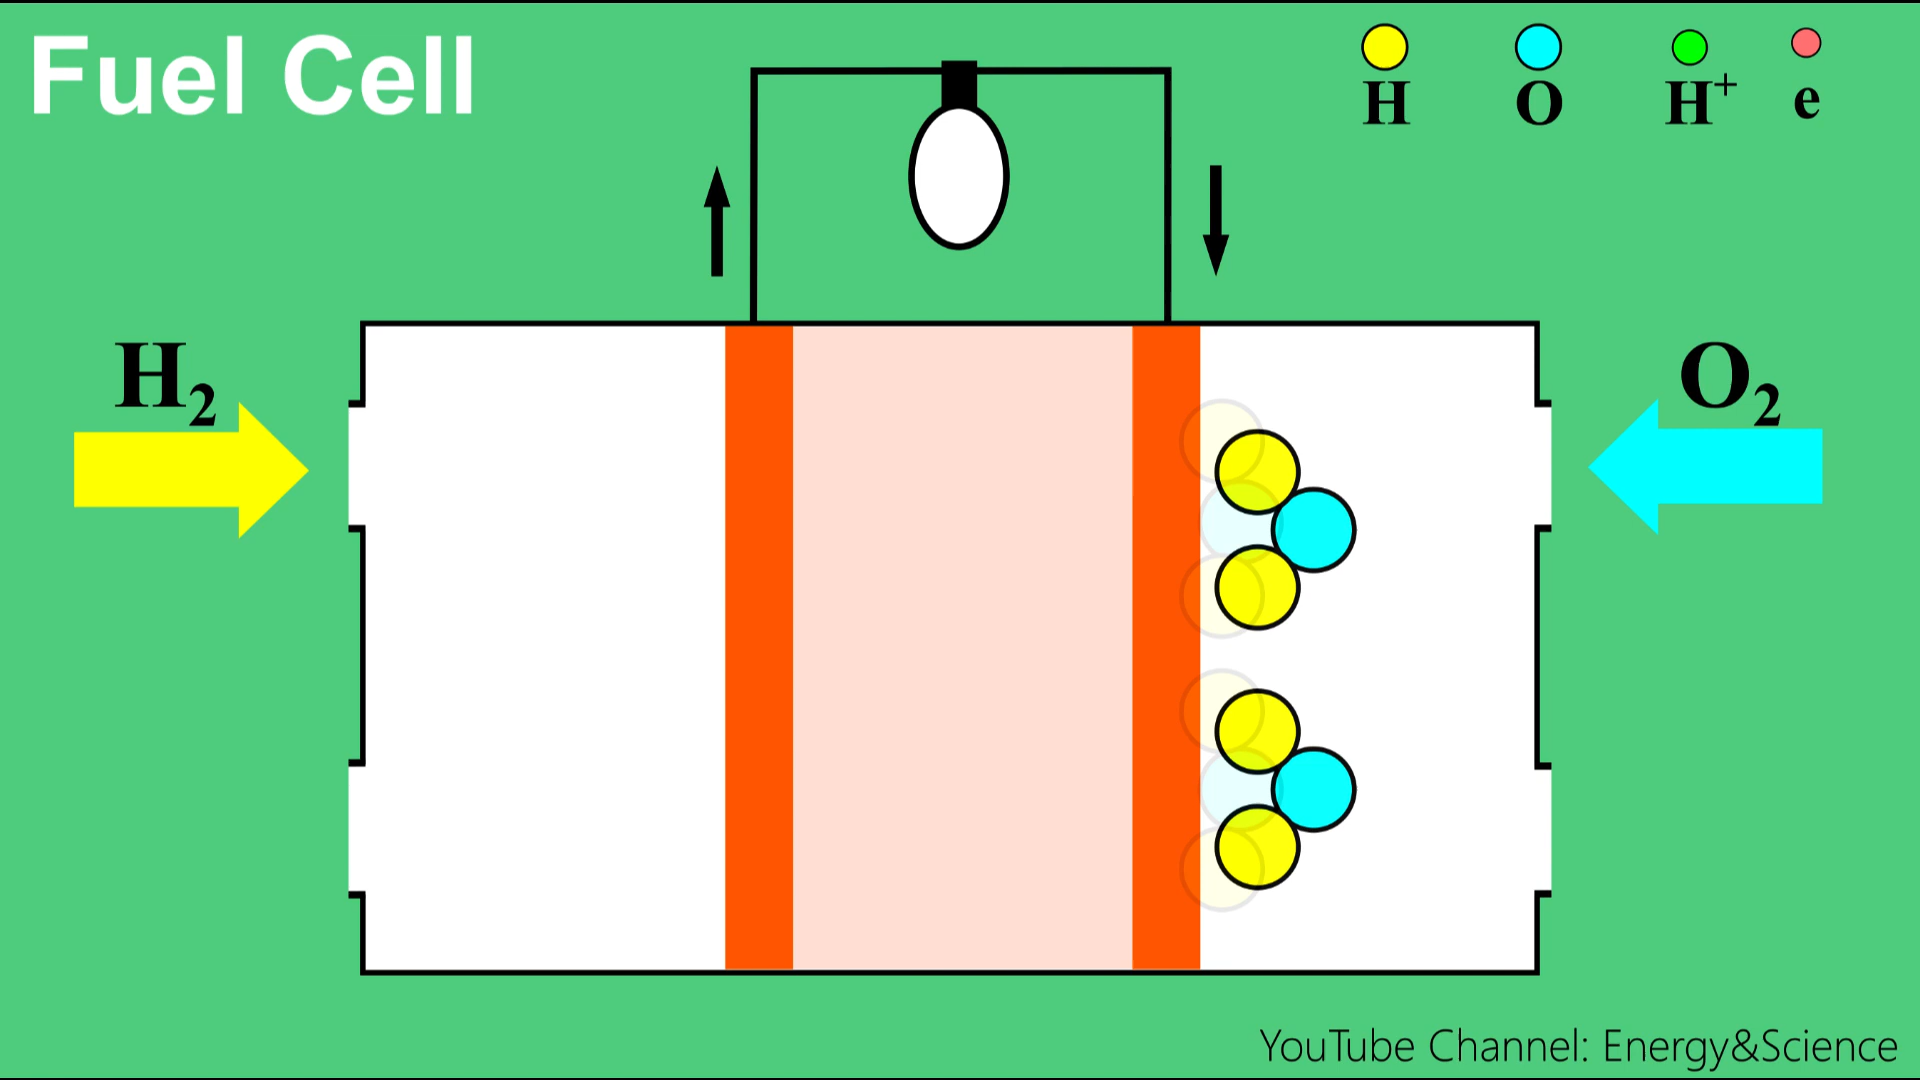 Fuel Cell
H O H⁺ e
H₂
O₂
YouTube Channel: Energy&Science